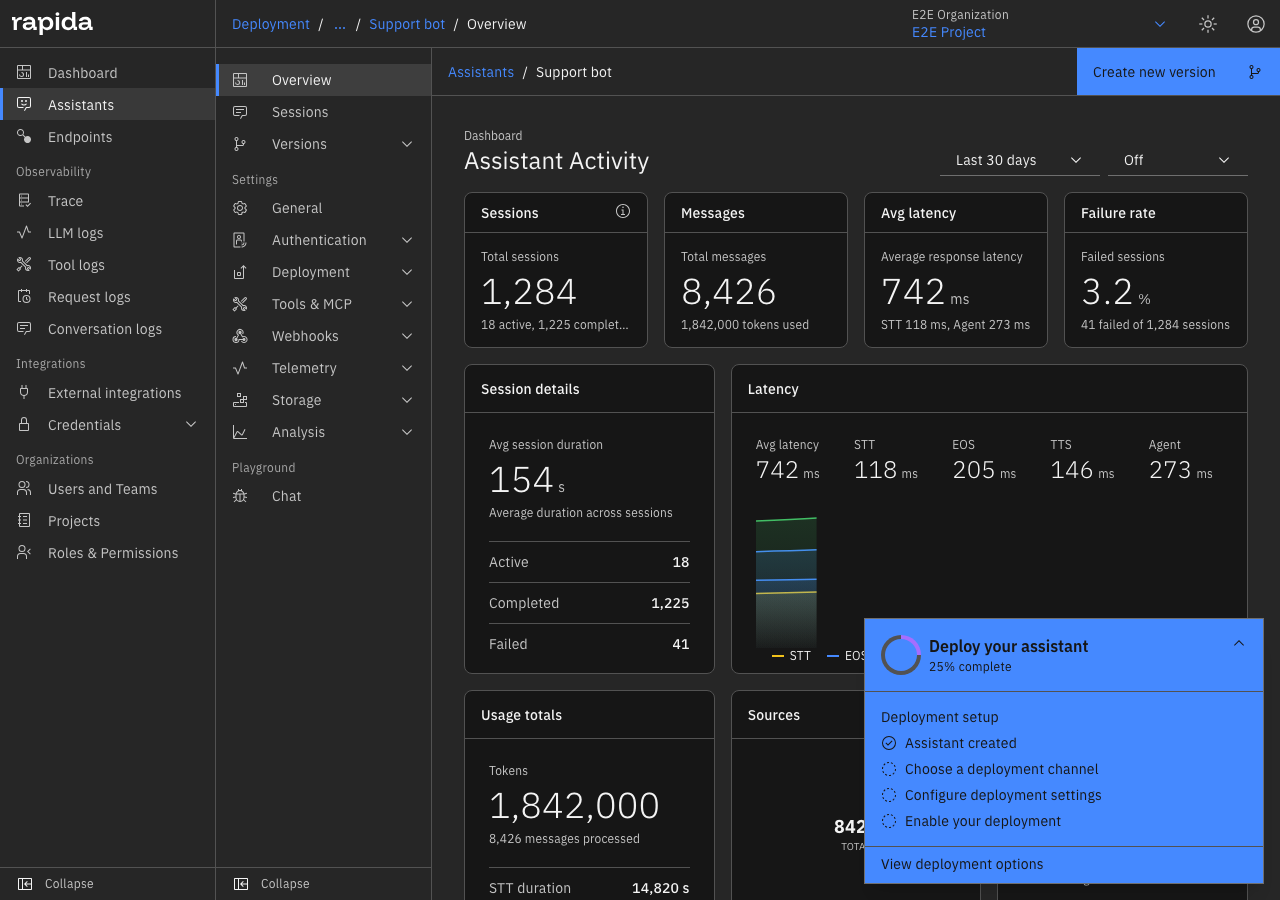 rapida
Deployment / ... / Support bot / Overview
E2E Organization
E2E Project
Dashboard
Assistants
Endpoints
Observability
Trace
LLM logs
Tool logs
Request logs
Conversation logs
Integrations
External integrations
Credentials
Organizations
Users and Teams
Projects
Roles & Permissions
Collapse
Overview
Sessions
Versions
Settings
General
Authentication
Deployment
Tools & MCP
Webhooks
Telemetry
Storage
Analysis
Playground
Chat
Collapse
Assistants / Support bot
Create new version
Dashboard
Assistant Activity
Last 30 days
Off
Sessions
Total sessions
1,284
18 active, 1,225 complet...
Messages
Total messages
8,426
1,842,000 tokens used
Avg latency
Average response latency
742 ms
STT 118 ms, Agent 273 ms
Failure rate
Failed sessions
3.2 %
41 failed of 1,284 sessions
Session details
Avg session duration
154 s
Average duration across sessions
Active 18
Completed 1,225
Failed 41
Latency
Avg latency STT EOS TTS Agent
742 ms 118 ms 205 ms 146 ms 273 ms
STT EOS
Usage totals
Tokens
1,842,000
8,426 messages processed
STT duration 14,820 s
Sources
842
TOTA
Deploy your assistant
25% complete
Deployment setup
Assistant created
Choose a deployment channel
Configure deployment settings
Enable your deployment
View deployment options